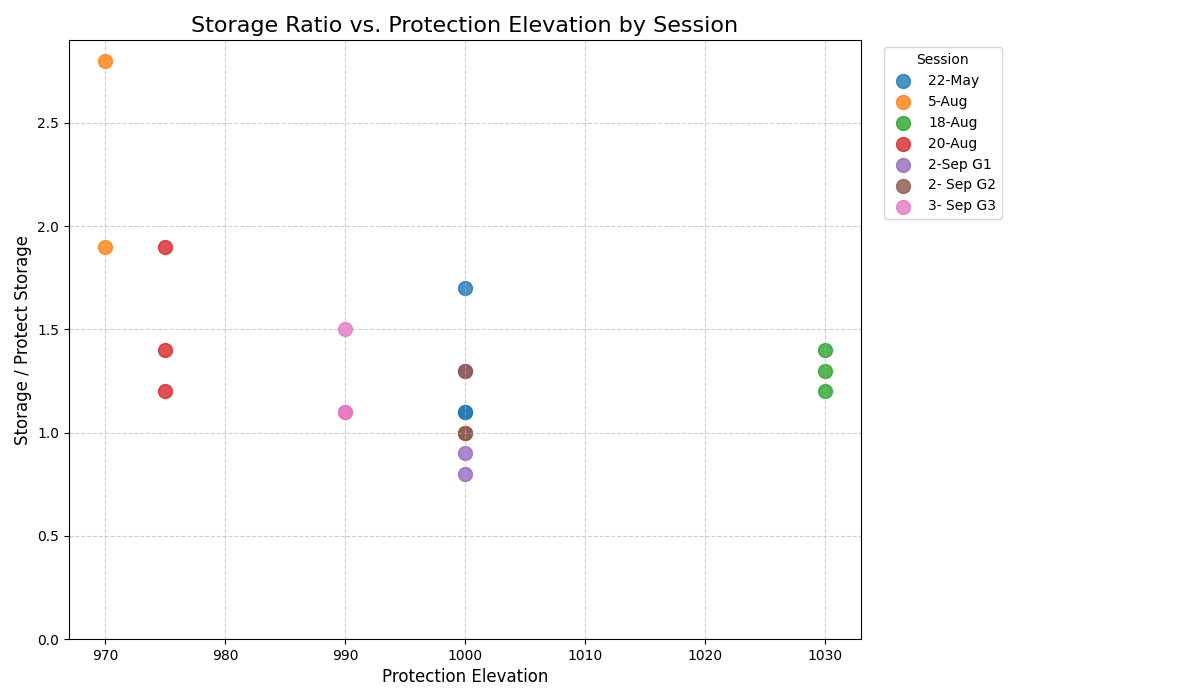 Storage Ratio vs. Protection Elevation by Session
Storage / Protect Storage
2.5
2.0
1.5
1.0
0.5
0.0
970 980 990 1000 1010 1020 1030
Protection Elevation
Session
22-May
5-Aug
18-Aug
20-Aug
2-Sep G1
2- Sep G2
3- Sep G3